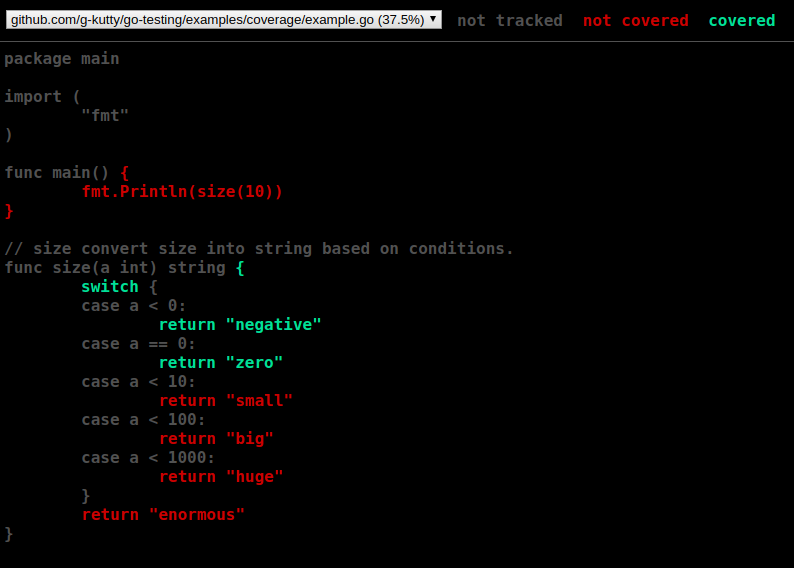 github.com/g-kutty/go-testing/examples/coverage/example.go (37.5%) not tracked not covered covered
package main
import (
"fmt"
)
func main() {
fmt.Println(size(10))
}
// size convert size into string based on conditions.
func size(a int) string {
switch {
case a < 0:
return "negative"
case a == 0:
return "zero"
case a < 10:
return "small"
case a < 100:
return "big"
case a < 1000:
return "huge"
}
return "enormous"
}